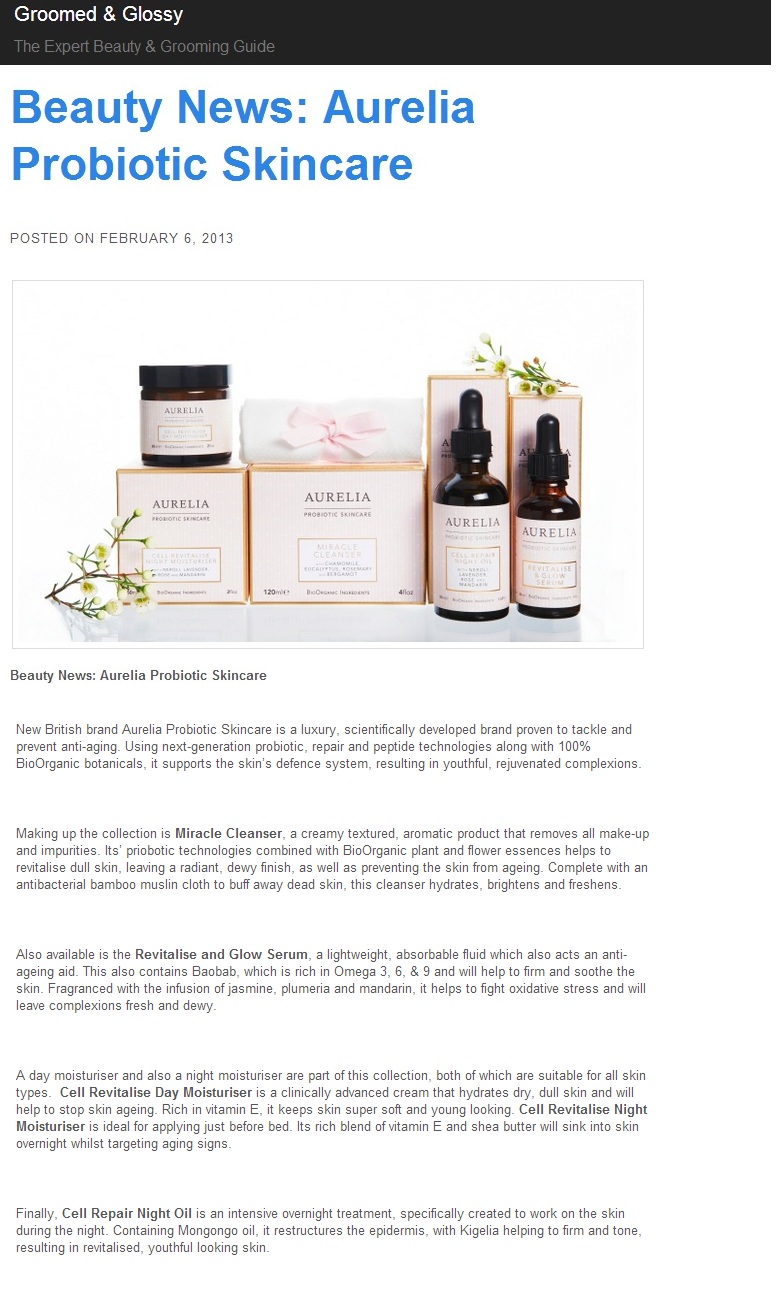 Groomed & Glossy
The Expert Beauty & Grooming Guide
Beauty News: Aurelia
Probiotic Skincare
POSTED ON FEBRUARY 6, 2013
AURELIA
PROBIOTIC SKINCARE
CELL REVITALISE
DAY MOISTURISER
AURELIA
PROBIOTIC SKINCARE
CELL REVITALISE
NIGHT MOISTURISER
WITH NEROLI, LAVENDER,
ROSE AND MANDARIN
BIOORGANIC INGREDIENTS
AURELIA
PROBIOTIC SKINCARE
MIRACLE
CLEANSER
WITH CHAMOMILE,
EUCALYPTUS, ROSEMARY
AND BERGAMOT
120ml℮ BIOORGANIC INGREDIENTS 4floz
AURELIA
PROBIOTIC SKINCARE
CELL REPAIR
NIGHT OIL
WITH NEROLI,
LAVENDER,
ROSE AND
MANDARIN
AURELIA
PROBIOTIC SKINCARE
REVITALISE
& GLOW
SERUM
Beauty News: Aurelia Probiotic Skincare
New British brand Aurelia Probiotic Skincare is a luxury, scientifically developed brand proven to tackle and
prevent anti-aging. Using next-generation probiotic, repair and peptide technologies along with 100%
BioOrganic botanicals, it supports the skin's defence system, resulting in youthful, rejuvenated complexions.
Making up the collection is Miracle Cleanser, a creamy textured, aromatic product that removes all make-up
and impurities. Its' priobotic technologies combined with BioOrganic plant and flower essences helps to
revitalise dull skin, leaving a radiant, dewy finish, as well as preventing the skin from ageing. Complete with an
antibacterial bamboo muslin cloth to buff away dead skin, this cleanser hydrates, brightens and freshens.
Also available is the Revitalise and Glow Serum, a lightweight, absorbable fluid which also acts an anti-
ageing aid. This also contains Baobab, which is rich in Omega 3, 6, & 9 and will help to firm and soothe the
skin. Fragranced with the infusion of jasmine, plumeria and mandarin, it helps to fight oxidative stress and will
leave complexions fresh and dewy.
A day moisturiser and also a night moisturiser are part of this collection, both of which are suitable for all skin
types. Cell Revitalise Day Moisturiser is a clinically advanced cream that hydrates dry, dull skin and will
help to stop skin ageing. Rich in vitamin E, it keeps skin super soft and young looking. Cell Revitalise Night
Moisturiser is ideal for applying just before bed. Its rich blend of vitamin E and shea butter will sink into skin
overnight whilst targeting aging signs.
Finally, Cell Repair Night Oil is an intensive overnight treatment, specifically created to work on the skin
during the night. Containing Mongongo oil, it restructures the epidermis, with Kigelia helping to firm and tone,
resulting in revitalised, youthful looking skin.